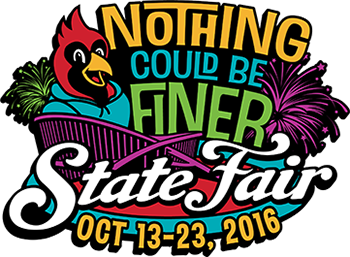 NOTHING
COULD BE
FINER
State Fair
OCT 13-23, 2016